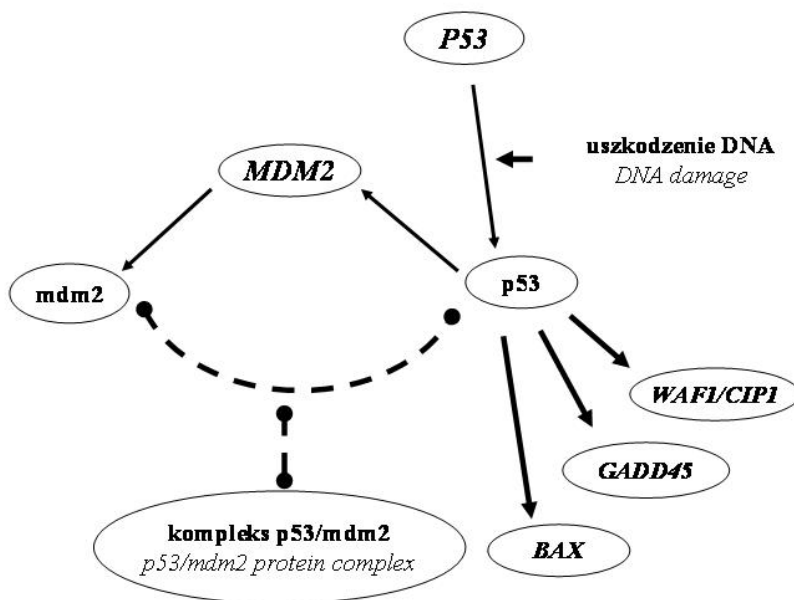 P53
uszkodzenie DNA
DNA damage
MDM2
mdm2
p53
WAF1/CIP1
GADD45
kompleks p53/mdm2
p53/mdm2 protein complex
BAX